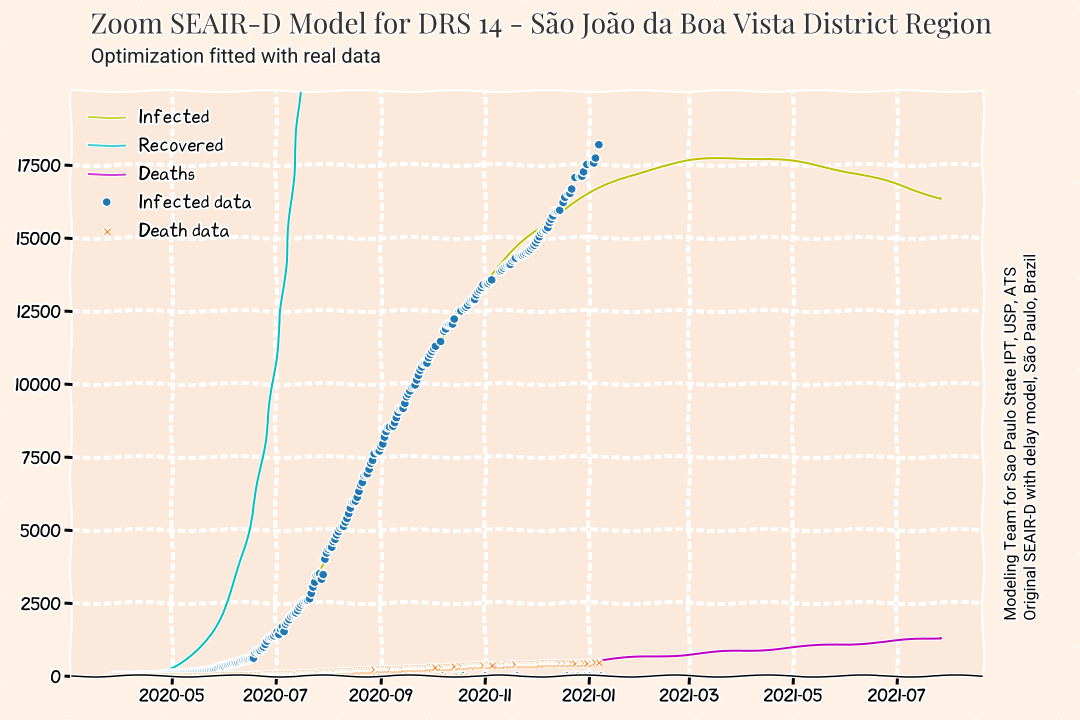 Zoom SEAIR-D Model for DRS 14 - São João da Boa Vista District Region
Optimization fitted with real data
Infected
Recovered
Deaths
Infected data
Death data
17500
15000
12500
10000
7500
5000
2500
0
2020-05
2020-07
2020-09
2020-11
2021-01
2021-03
2021-05
2021-07
Modeling Team for Sao Paulo State IPT, USP, ATS
Original SEAIR-D with delay model, São Paulo, Brazil